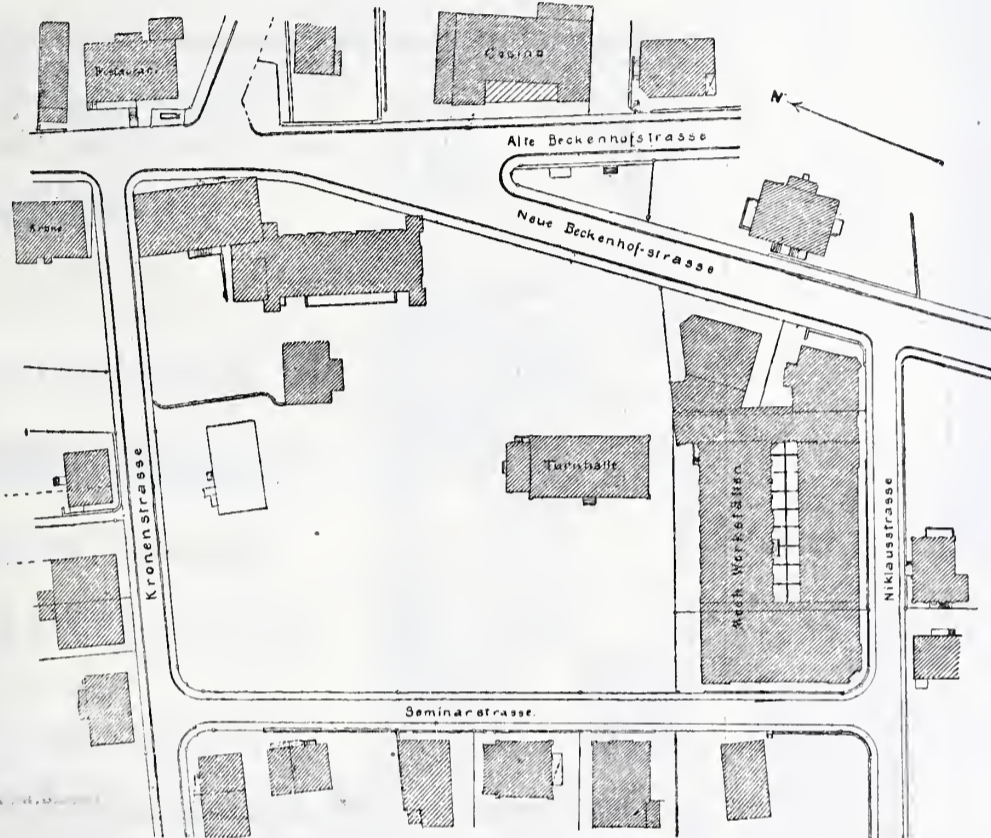 Restaurant
Casino
N
Alte Beckenhofstrasse
Neue Beckenhof-strasse
Krone
Kronenstrasse
Turnhalle
Mech. Werkstätten
Niklausstrasse
Seminarstrasse.